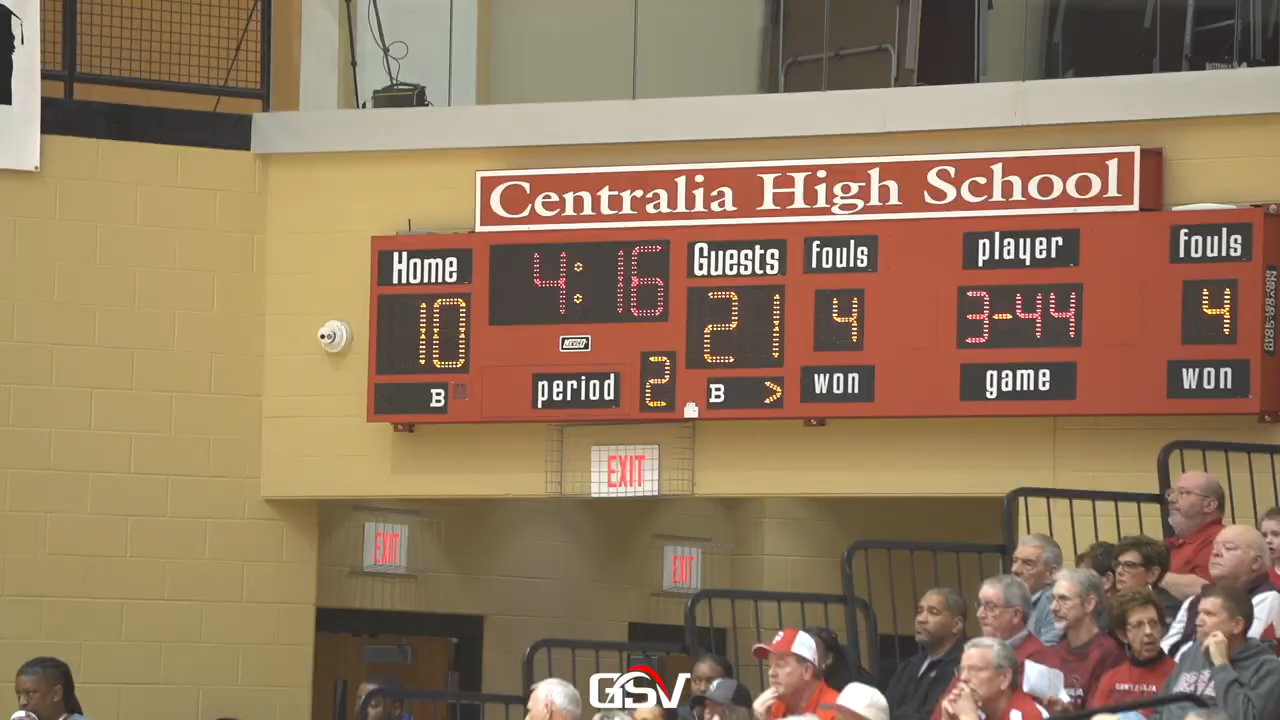 Centralia High School
Home 4:16 Guests fouls player fouls
10 21 4 3-44 4
B period 2 B > won game won
EXIT
EXIT EXIT
CENTRALIA
GSV